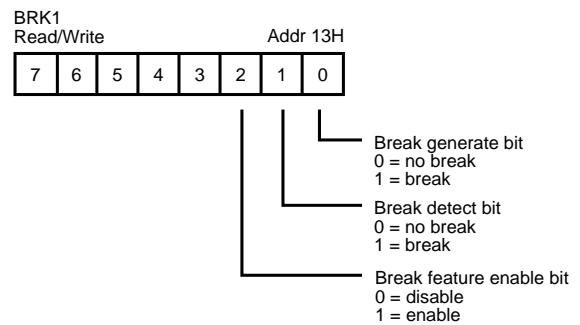 BRK1
Read/Write Addr 13H
7 6 5 4 3 2 1 0
Break generate bit
0 = no break
1 = break
Break detect bit
0 = no break
1 = break
Break feature enable bit
0 = disable
1 = enable